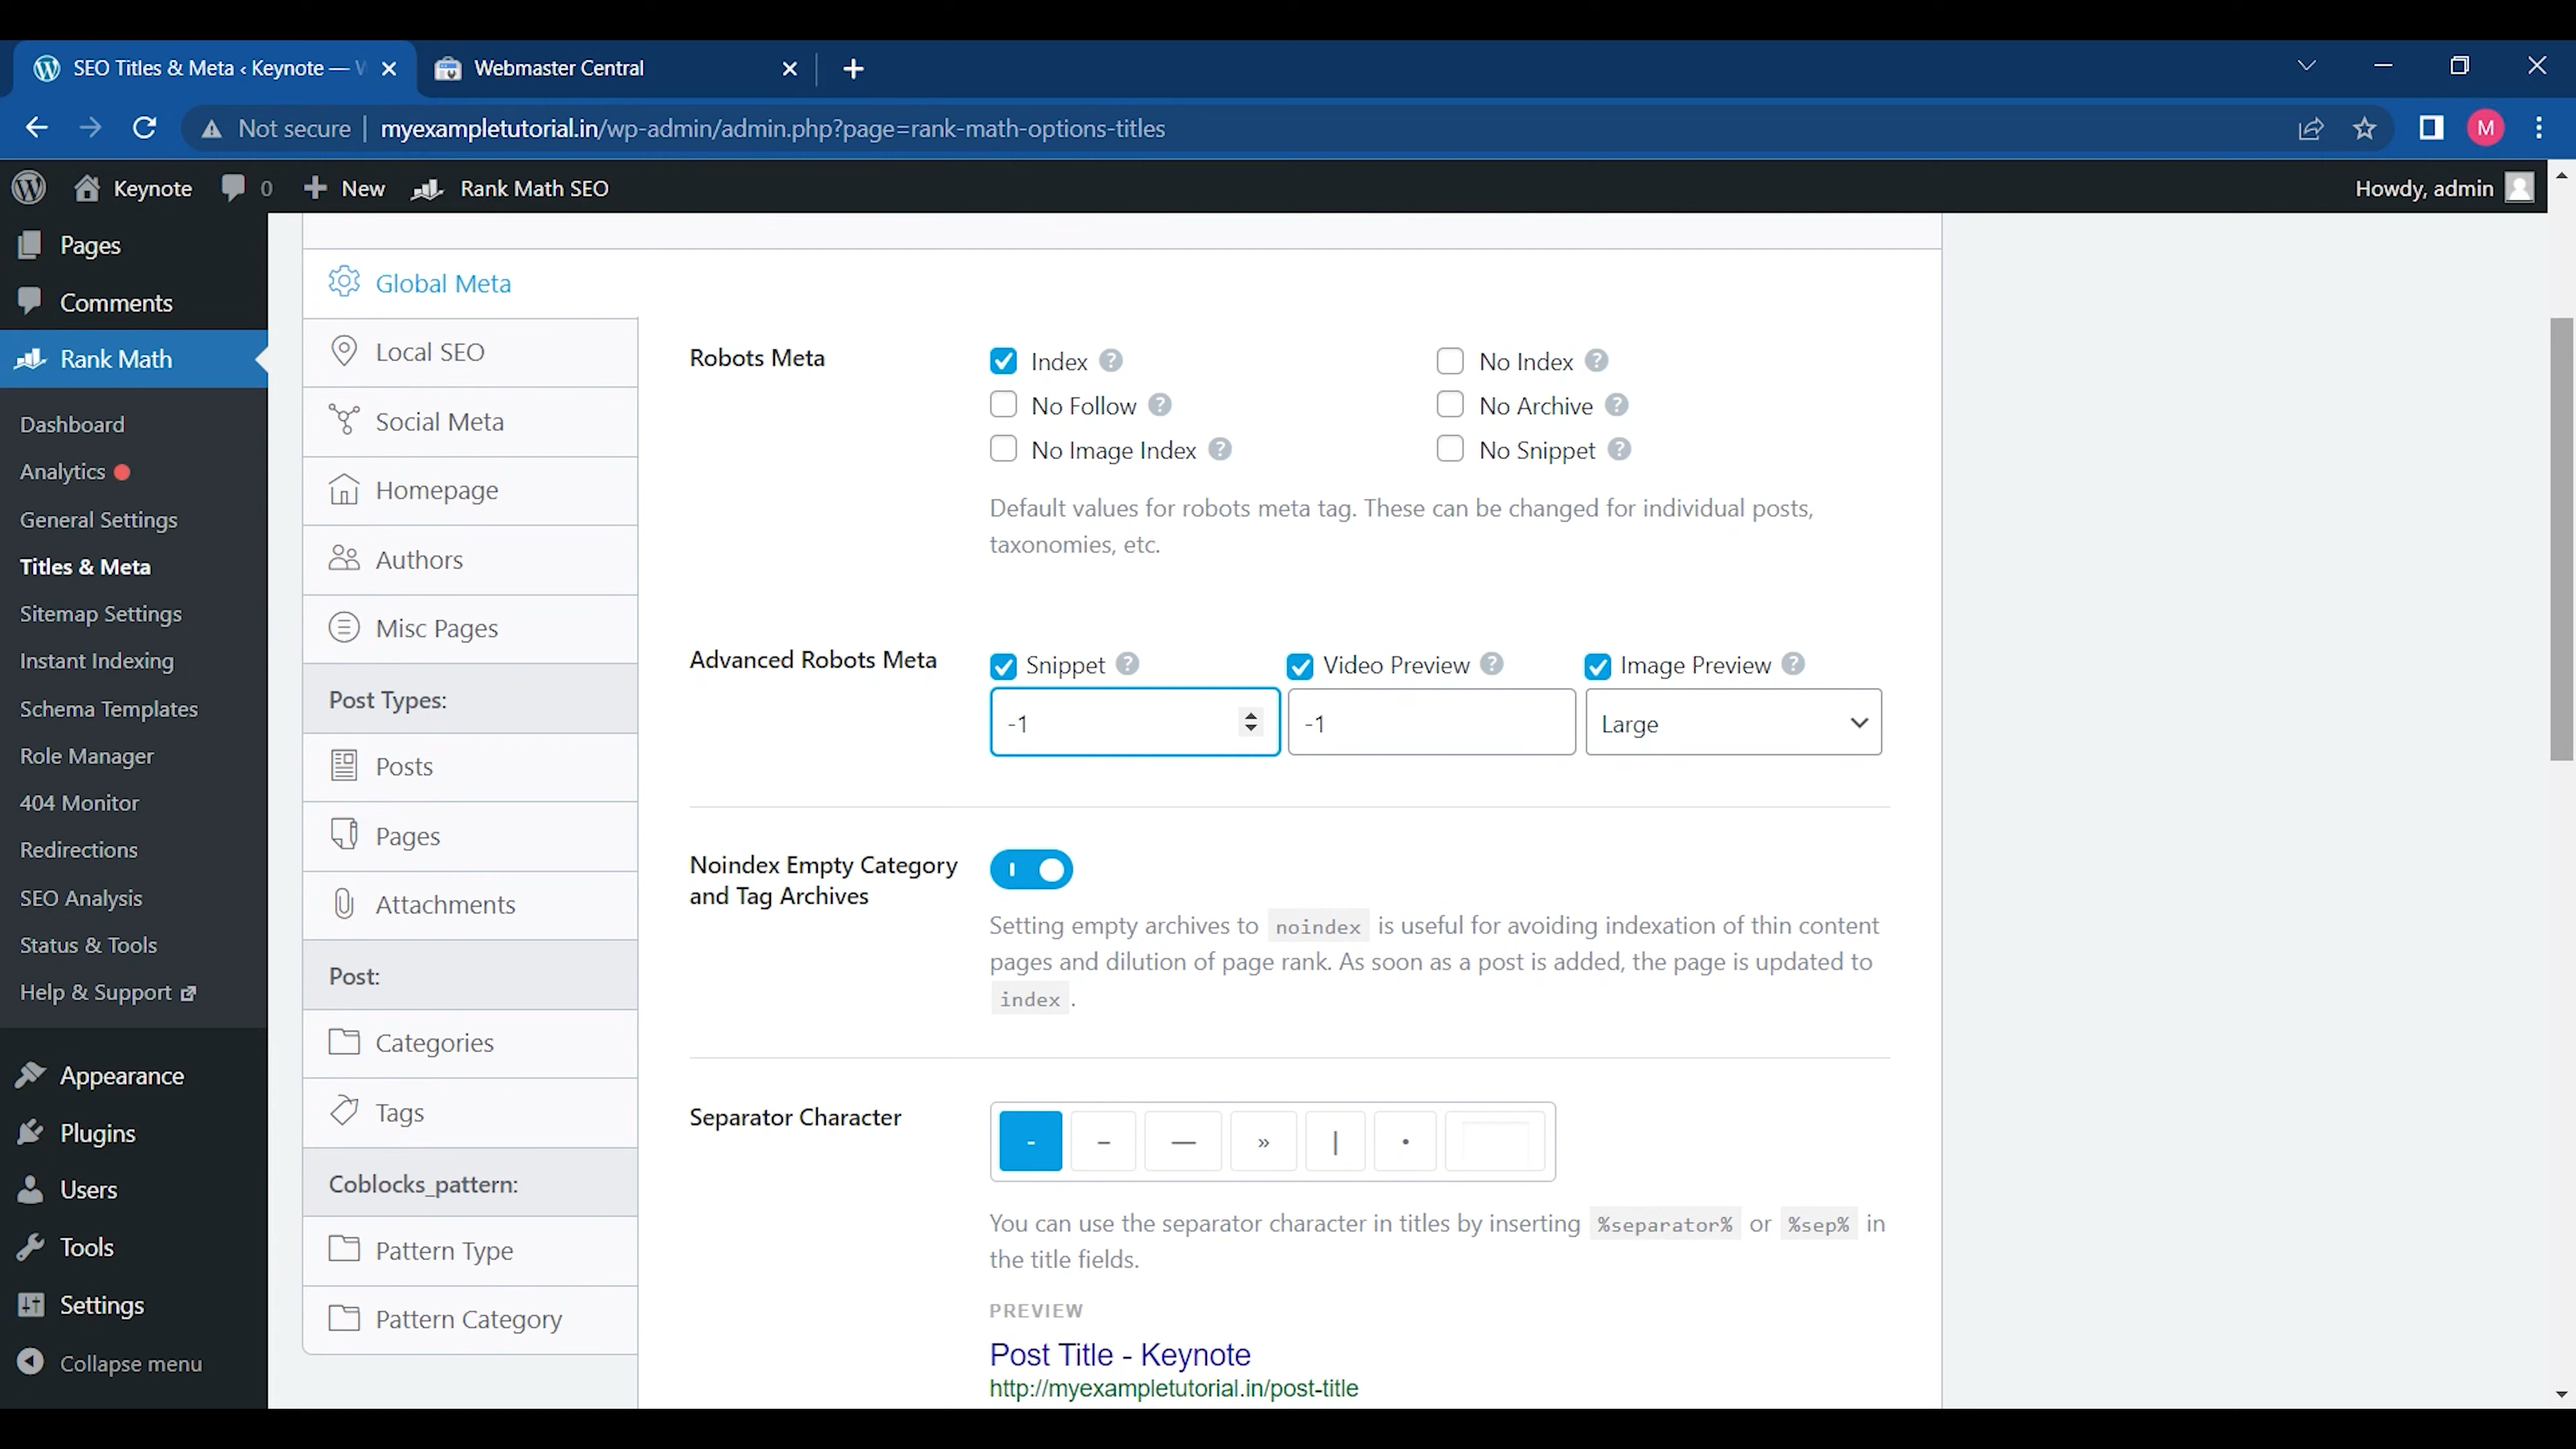 SEO Titles & Meta ‹ Keynote — W
Webmaster Central
Not secure | myexampletutorial.in/wp-admin/admin.php?page=rank-math-options-titles
M
Keynote
0
New
Rank Math SEO
Howdy, admin
Pages
Comments
Rank Math
Dashboard
Analytics
General Settings
Titles & Meta
Sitemap Settings
Instant Indexing
Schema Templates
Role Manager
404 Monitor
Redirections
SEO Analysis
Status & Tools
Help & Support
Appearance
Plugins
Users
Tools
Settings
Collapse menu
Global Meta
Local SEO
Social Meta
Homepage
Authors
Misc Pages
Post Types:
Posts
Pages
Attachments
Post:
Categories
Tags
Coblocks_pattern:
Pattern Type
Pattern Category
Robots Meta
Index ?
No Index ?
No Follow ?
No Archive ?
No Image Index ?
No Snippet ?
Default values for robots meta tag. These can be changed for individual posts,
taxonomies, etc.
Advanced Robots Meta
Snippet ?
Video Preview ?
Image Preview ?
-1
-1
Large
Noindex Empty Category
and Tag Archives
Setting empty archives to noindex is useful for avoiding indexation of thin content
pages and dilution of page rank. As soon as a post is added, the page is updated to
index .
Separator Character
- – — » | •
You can use the separator character in titles by inserting %separator% or %sep% in
the title fields.
PREVIEW
Post Title - Keynote
http://myexampletutorial.in/post-title